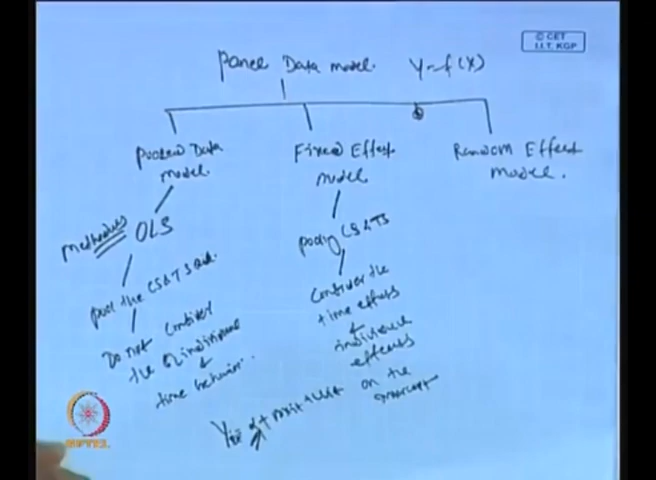 © CET
I.I.T. KGP
Panel Data model. Y=f(X)
Pooled Data
model.
Fixed Effect
model
Random Effect
model.
Methods
OLS
pool the CS & TS data.
Do not consider
the individual
&
time behavior..
pooling CS & TS
Consider the
time effects
+
individual
effects
on the
intercept
NPTEL